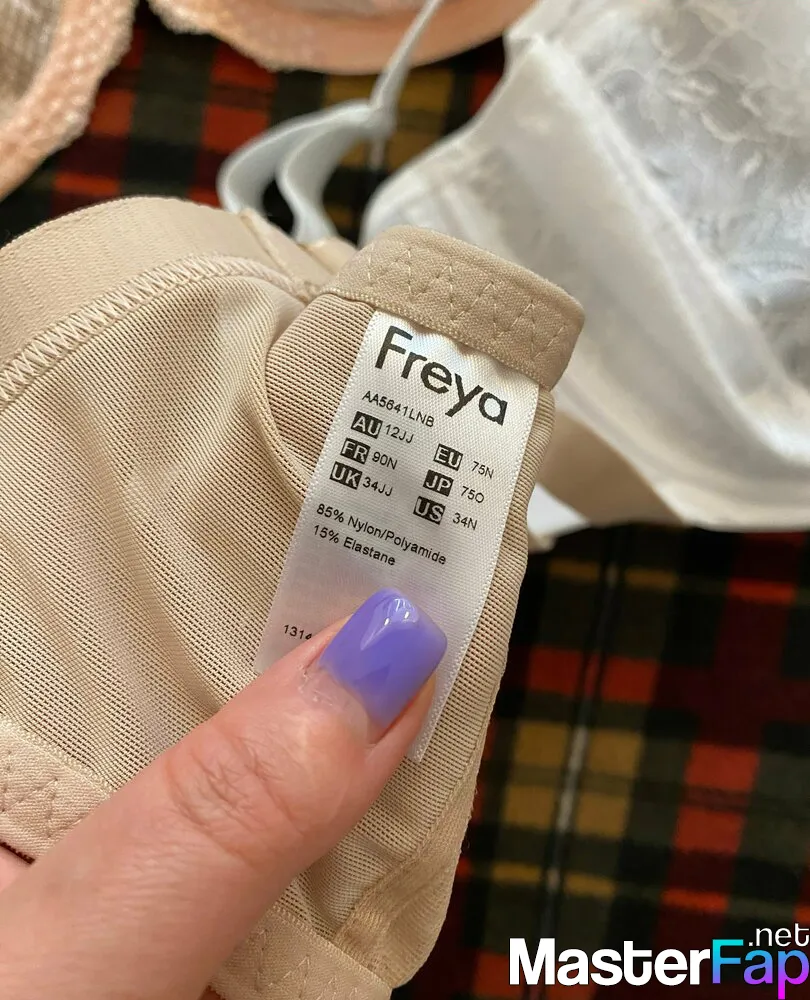 Freya
AA5641LNB
AU 12JJ EU 75N
FR 90N JP 75O
UK 34JJ US 34N
85% Nylon/Polyamide
15% Elastane
MasterFap.net